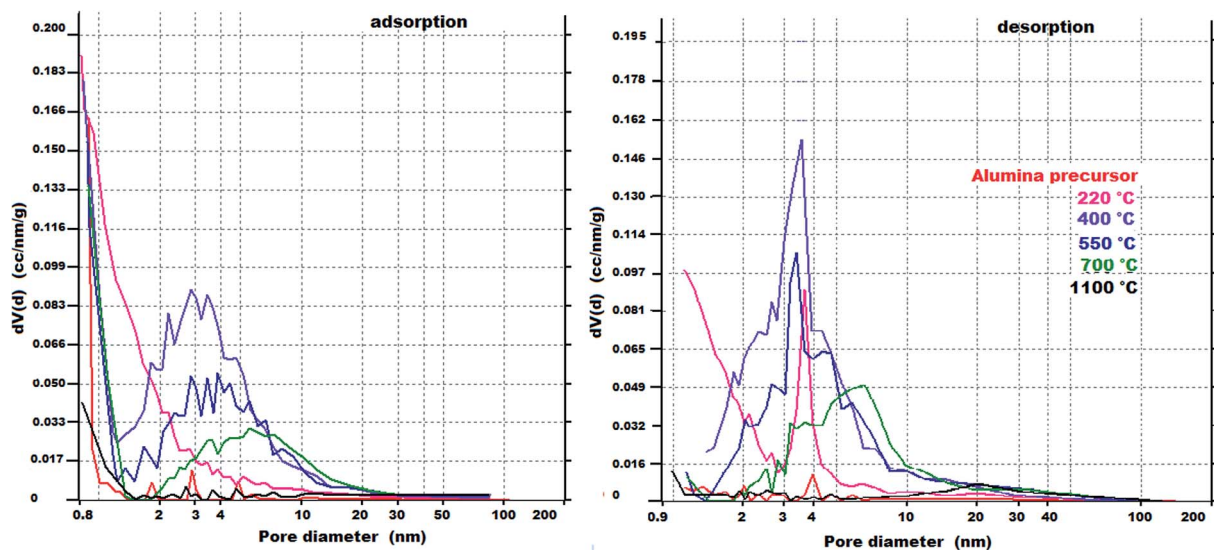 adsorption
0.200
0.183
0.166
0.150
0.133
0.116
0.099
0.083
0.066
0.050
0.033
0.017
0
dV(d) (cc/nm/g)
0.8 2 3 4 10 20 30 40 50 100 200
Pore diameter (nm)
desorption
0.195
0.178
0.162
0.146
0.130
0.114
0.097
0.081
0.065
0.049
0.032
0.016
0
dV(d) (cc/nm/g)
Alumina precursor
220 °C
400 °C
550 °C
700 °C
1100 °C
0.9 2 3 4 10 20 30 40 100 200
Pore diameter (nm)